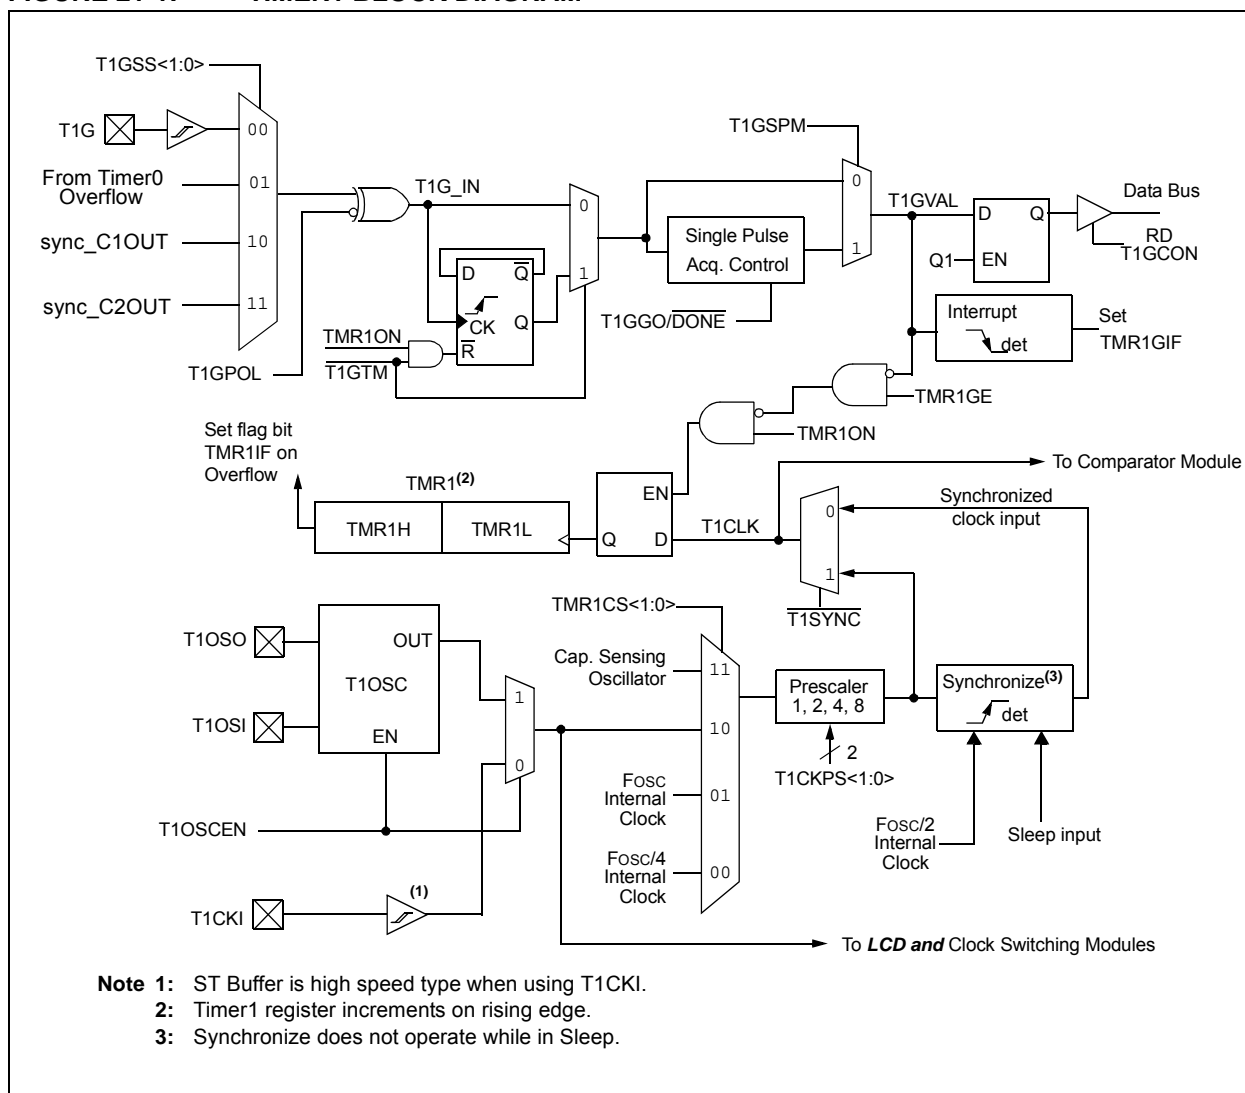 T1GSS<1:0>
T1G
00
From Timer0
Overflow
01
sync_C1OUT
10
sync_C2OUT
11
T1GPOL
T1G_IN
D
Q
CK
Q
R
TMR1ON
T1GTM
0
1
T1GSPM
Single Pulse
Acq. Control
T1GGO/DONE
0
1
T1GVAL
D
Q
Q1
EN
Data Bus
RD
T1GCON
Interrupt
det
Set
TMR1GIF
TMR1GE
TMR1ON
Set flag bit
TMR1IF on
Overflow
TMR1(2)
TMR1H
TMR1L
EN
Q
D
T1CLK
To Comparator Module
0
1
Synchronized
clock input
T1SYNC
T1OSO
OUT
T1OSC
T1OSI
EN
1
0
T1OSCEN
T1CKI
(1)
TMR1CS<1:0>
Cap. Sensing
Oscillator
11
10
FOSC
Internal
Clock
01
FOSC/4
Internal
Clock
00
Prescaler
1, 2, 4, 8
2
T1CKPS<1:0>
Synchronize(3)
det
FOSC/2
Internal
Clock
Sleep input
To LCD and Clock Switching Modules
Note 1: ST Buffer is high speed type when using T1CKI.
2: Timer1 register increments on rising edge.
3: Synchronize does not operate while in Sleep.